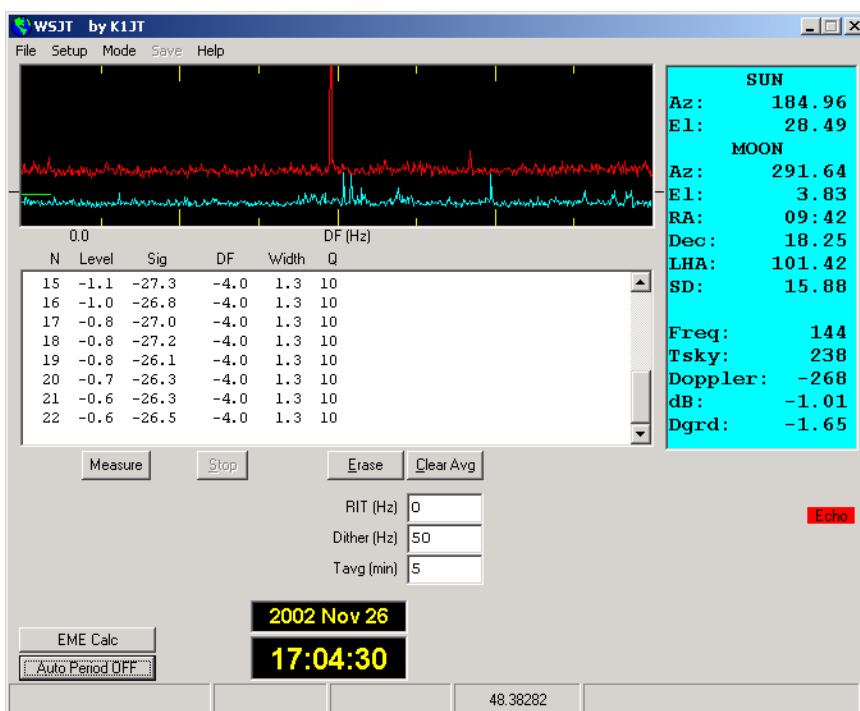 WSJT by K1JT
File Setup Mode Save Help
0.0 DF (Hz)
N Level Sig DF Width Q
15 -1.1 -27.3 -4.0 1.3 10
16 -1.0 -26.8 -4.0 1.3 10
17 -0.8 -27.0 -4.0 1.3 10
18 -0.8 -27.2 -4.0 1.3 10
19 -0.8 -26.1 -4.0 1.3 10
20 -0.7 -26.3 -4.0 1.3 10
21 -0.6 -26.3 -4.0 1.3 10
22 -0.6 -26.5 -4.0 1.3 10
SUN
Az: 184.96
El: 28.49
MOON
Az: 291.64
El: 3.83
RA: 09:42
Dec: 18.25
LHA: 101.42
SD: 15.88
Freq: 144
Tsky: 238
Doppler: -268
dB: -1.01
Dgrd: -1.65
Measure Stop Erase Clear Avg
RIT (Hz) 0
Dither (Hz) 50
Tavg (min) 5
Echo
2002 Nov 26
17:04:30
EME Calc
Auto Period OFF
48.38282